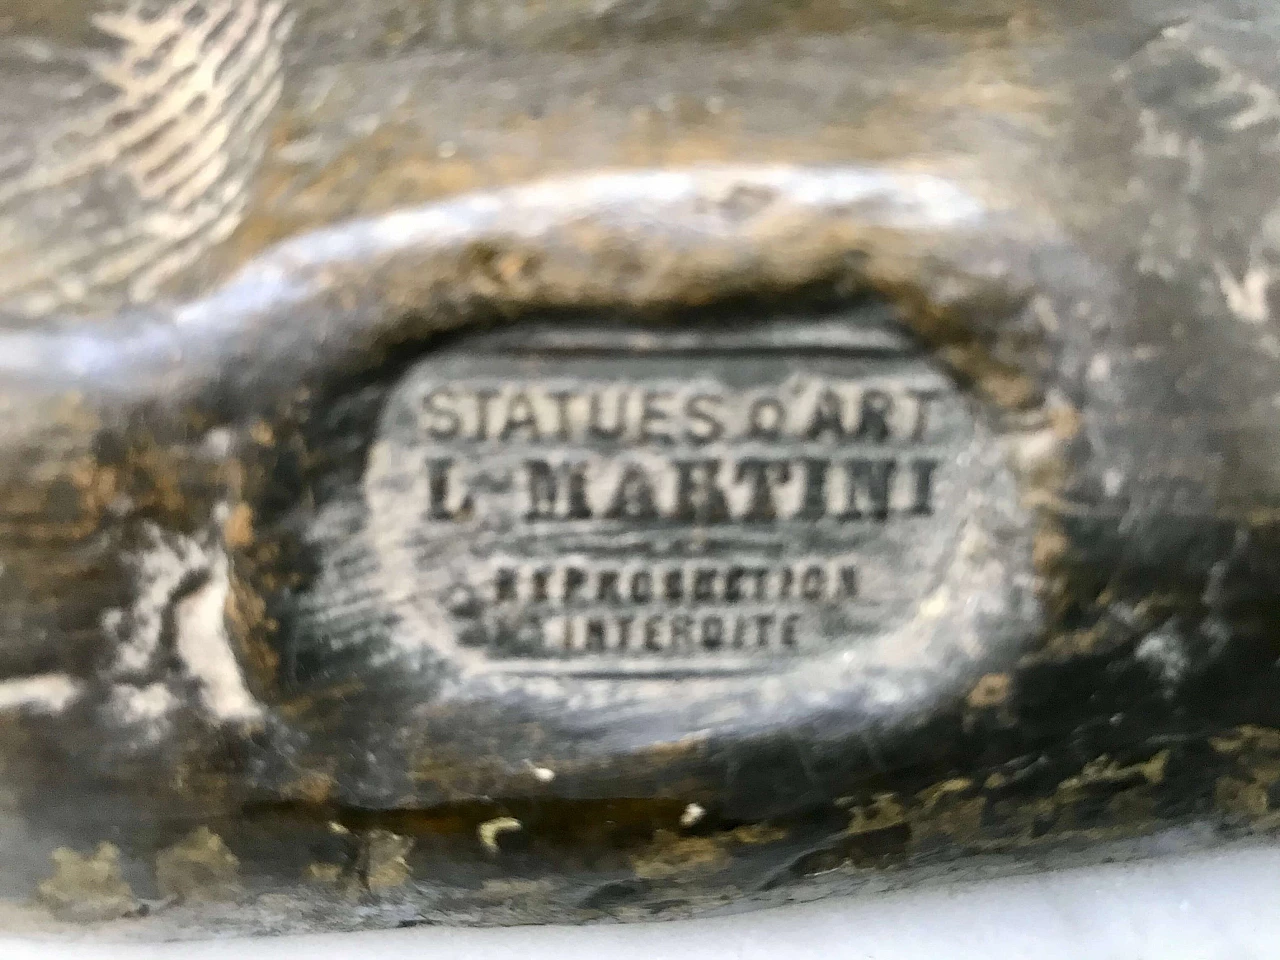 STATUES D'ART
L. MARTINI
REPRODUCTION
INTERDITE